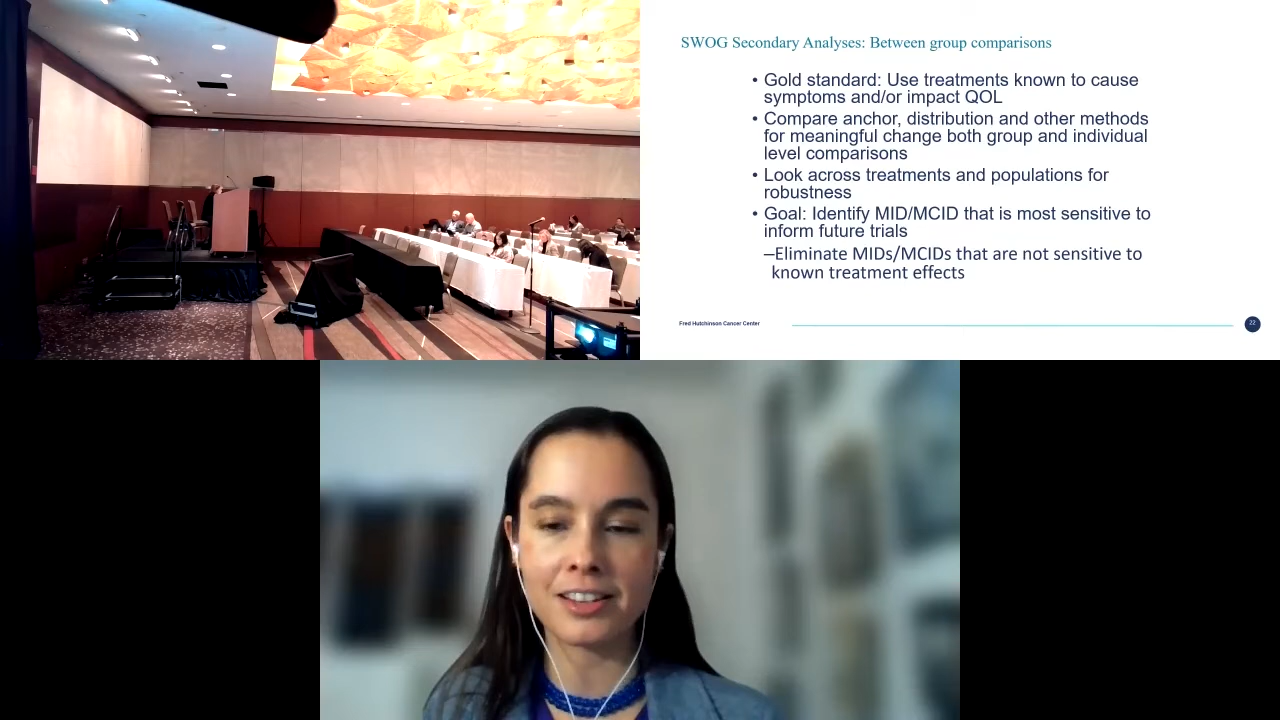 SWOG Secondary Analyses: Between group comparisons
• Gold standard: Use treatments known to cause
symptoms and/or impact QOL
• Compare anchor, distribution and other methods
for meaningful change both group and individual
level comparisons
• Look across treatments and populations for
robustness
• Goal: Identify MID/MCID that is most sensitive to
inform future trials
–Eliminate MIDs/MCIDs that are not sensitive to
known treatment effects
Fred Hutchinson Cancer Center
22